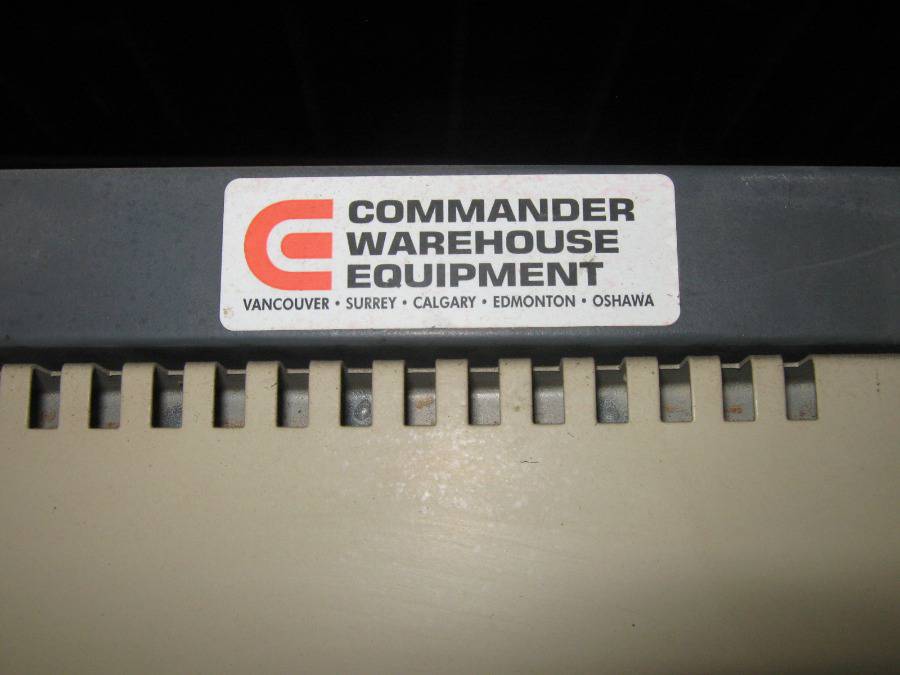 COMMANDER
WAREHOUSE
EQUIPMENT
VANCOUVER • SURREY • CALGARY • EDMONTON • OSHAWA